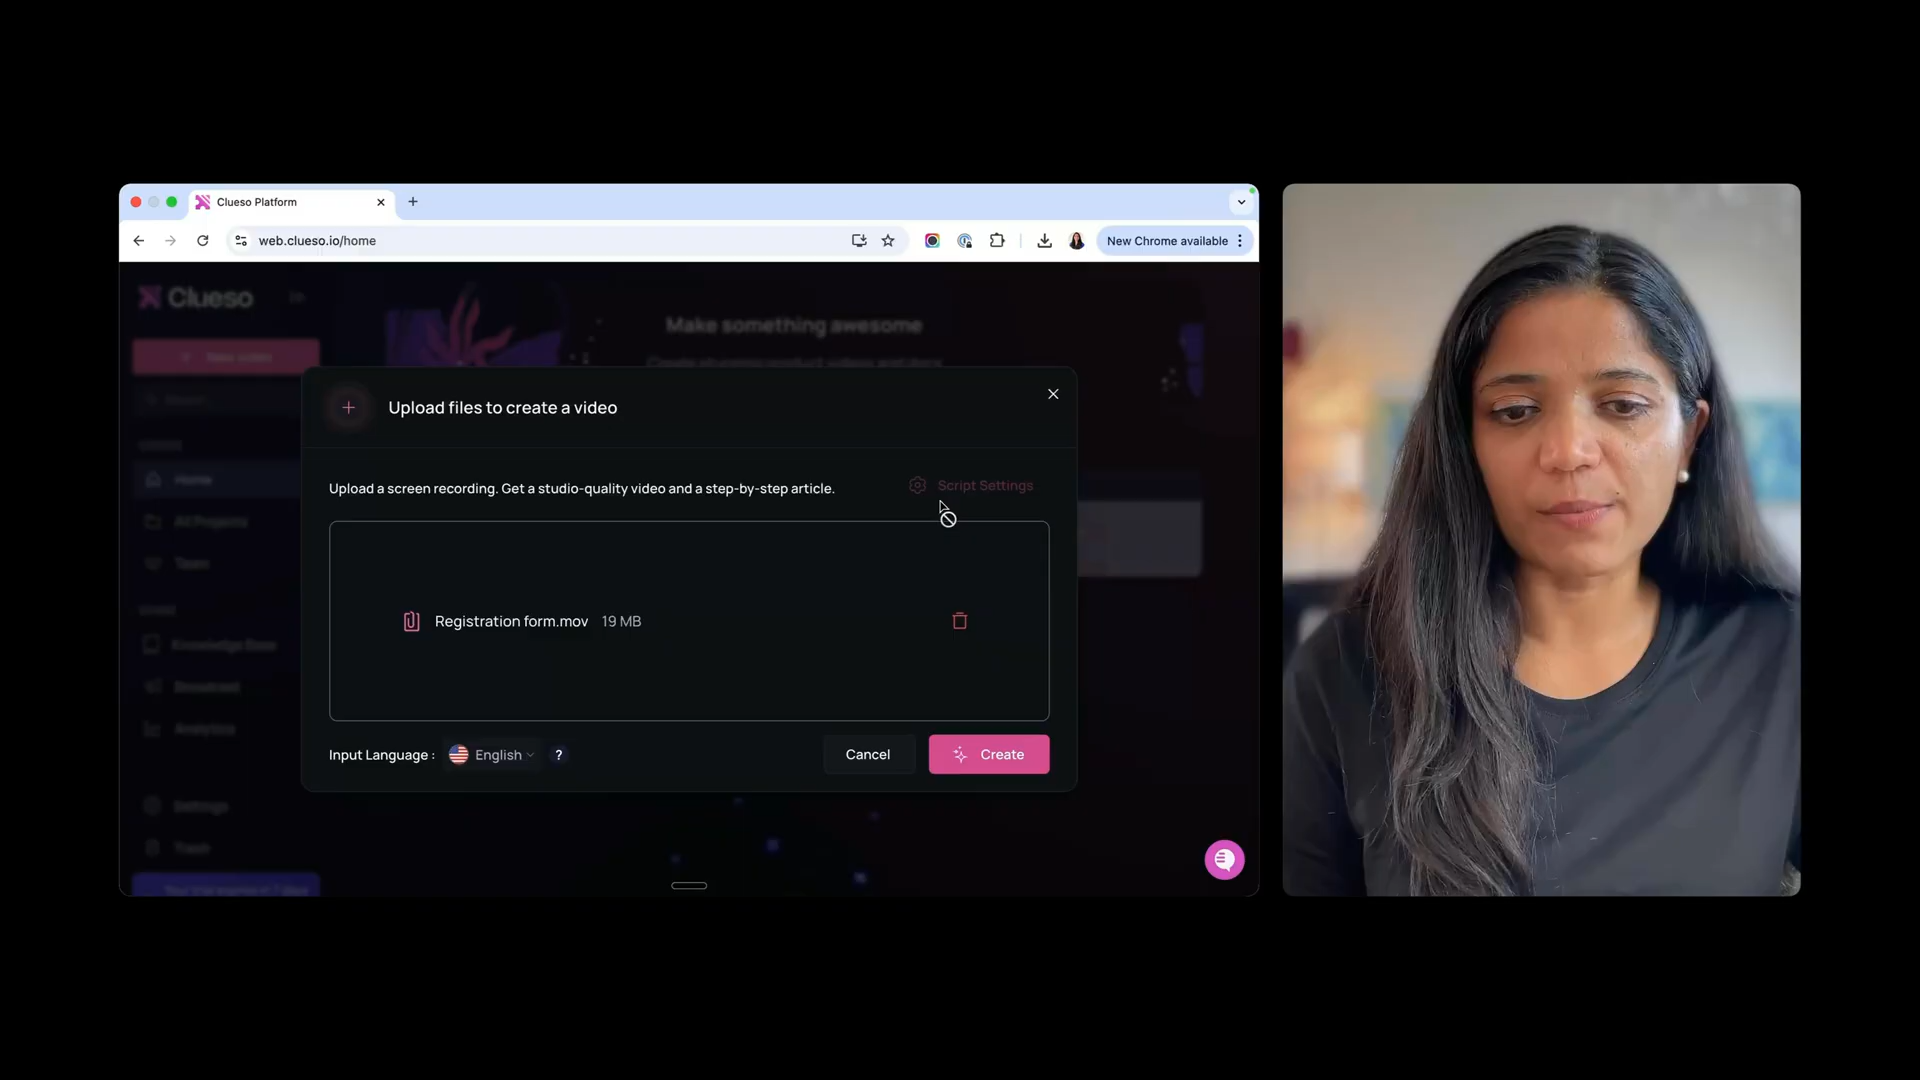 Clueso Platform
web.clueso.io/home
New Chrome available
Clueso
Make something awesome
Home
All Projects
Team
Knowledge Base
Broadcast
Analytics
Settings
Trash
Upload files to create a video
Upload a screen recording. Get a studio-quality video and a step-by-step article.
Script Settings
Registration form.mov 19 MB
Input Language : English ?
Cancel
Create